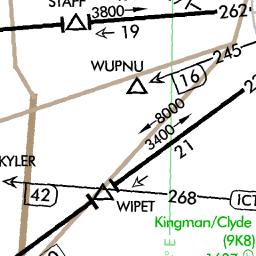 STAFF
3800
262
19
WUPNU
245
16
8000
3400
21
KYLER
42
WIPET
268
ICT
Kingman/Clyde
(9K8)